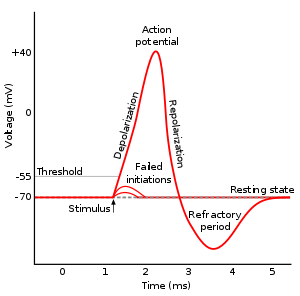 Action
potential
+40
Voltage (mV)
0
Depolarization
Repolarization
Threshold
-55
Failed
initiations
-70
Resting state
Stimulus
Refractory
period
0
1
2
3
4
5
Time (ms)